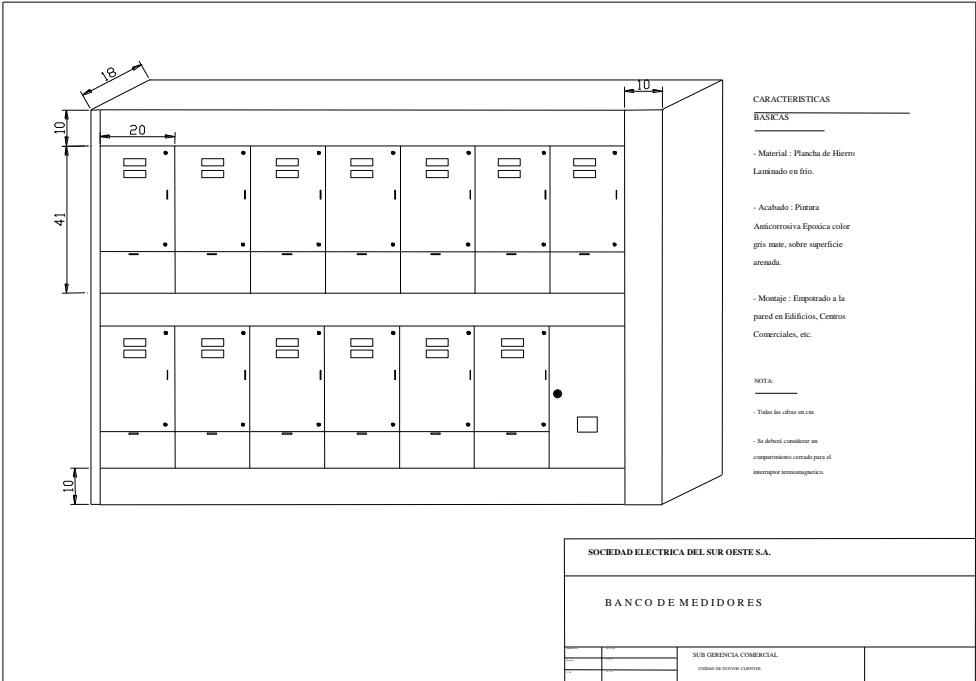 18
10
10
20
41
10
CARACTERISTICAS
BASICAS
- Material : Plancha de Hierro
Laminado en frio.
- Acabado : Pintura
Anticorrosiva Epoxica color
gris mate, sobre superficie
arenada.
- Montaje : Empotrado a la
pared en Edificios, Centros
Comerciales, etc.
NOTA:
- Todas las cifras en cm.
- Se deberá considerar un
compartimiento cerrado para el
interruptor termomagnetico.
SOCIEDAD ELECTRICA DEL SUR OESTE S.A.
BANCO DE MEDIDORES
SUB GERENCIA COMERCIAL
UNIDAD DE NUEVOS CLIENTES